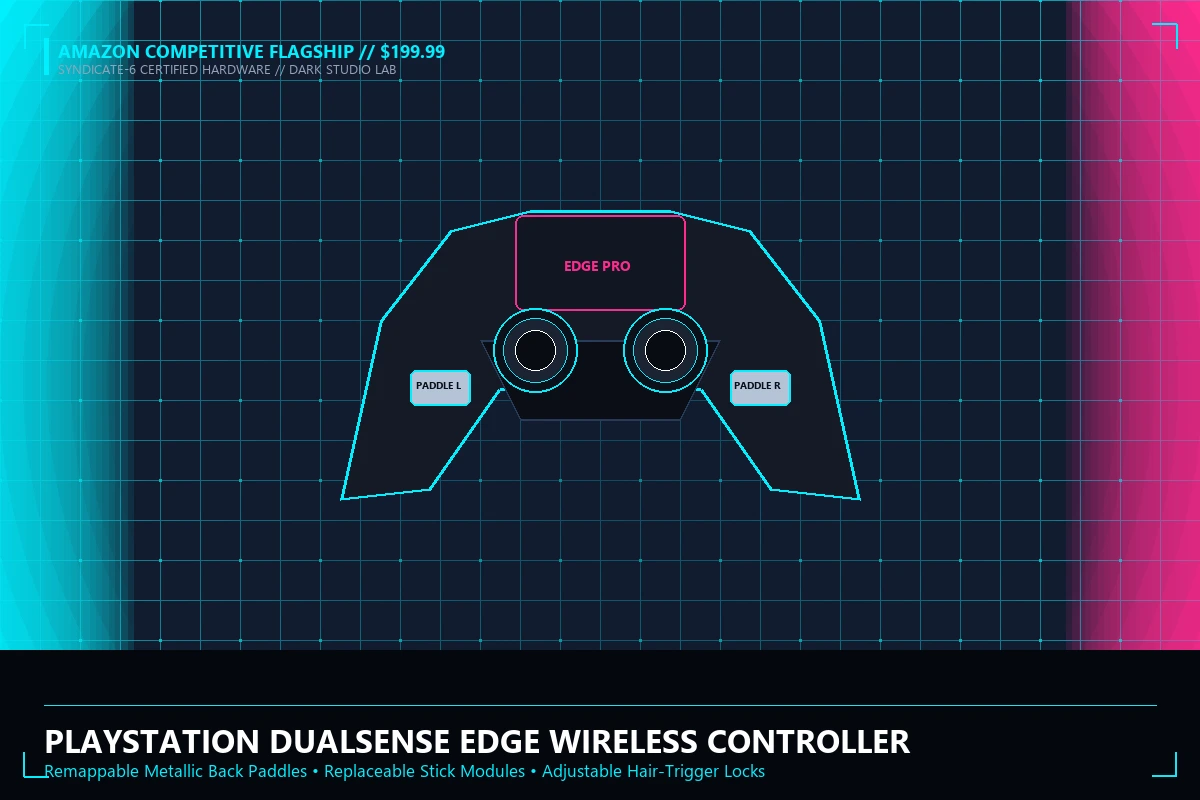 AMAZON COMPETITIVE FLAGSHIP // $199.99
SYNDICATE-6 CERTIFIED HARDWARE // DARK STUDIO LAB
EDGE PRO
PADDLE L
PADDLE R
PLAYSTATION DUALSENSE EDGE WIRELESS CONTROLLER
Remappable Metallic Back Paddles • Replaceable Stick Modules • Adjustable Hair-Trigger Locks